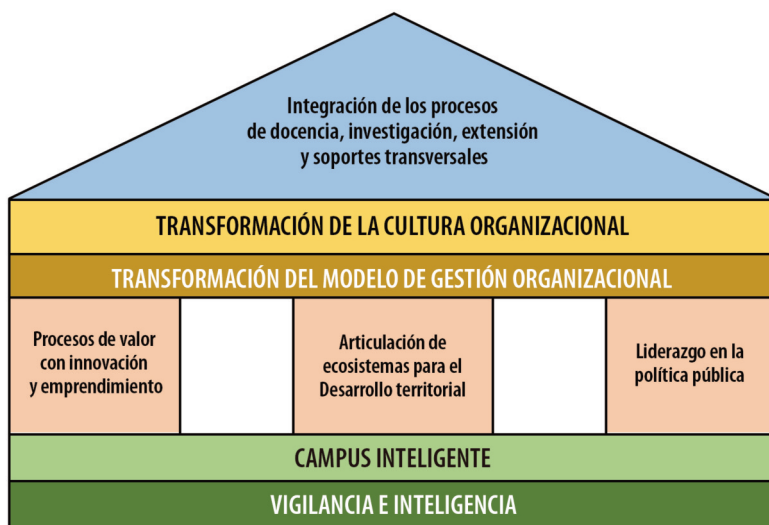 Integración de los procesos
de docencia, investigación, extensión
y soportes transversales
TRANSFORMACIÓN DE LA CULTURA ORGANIZACIONAL
TRANSFORMACIÓN DEL MODELO DE GESTIÓN ORGANIZACIONAL
Procesos de valor
con innovación
y emprendimiento
Articulación de
ecosistemas para el
Desarrollo territorial
Liderazgo en la
política pública
CAMPUS INTELIGENTE
VIGILANCIA E INTELIGENCIA